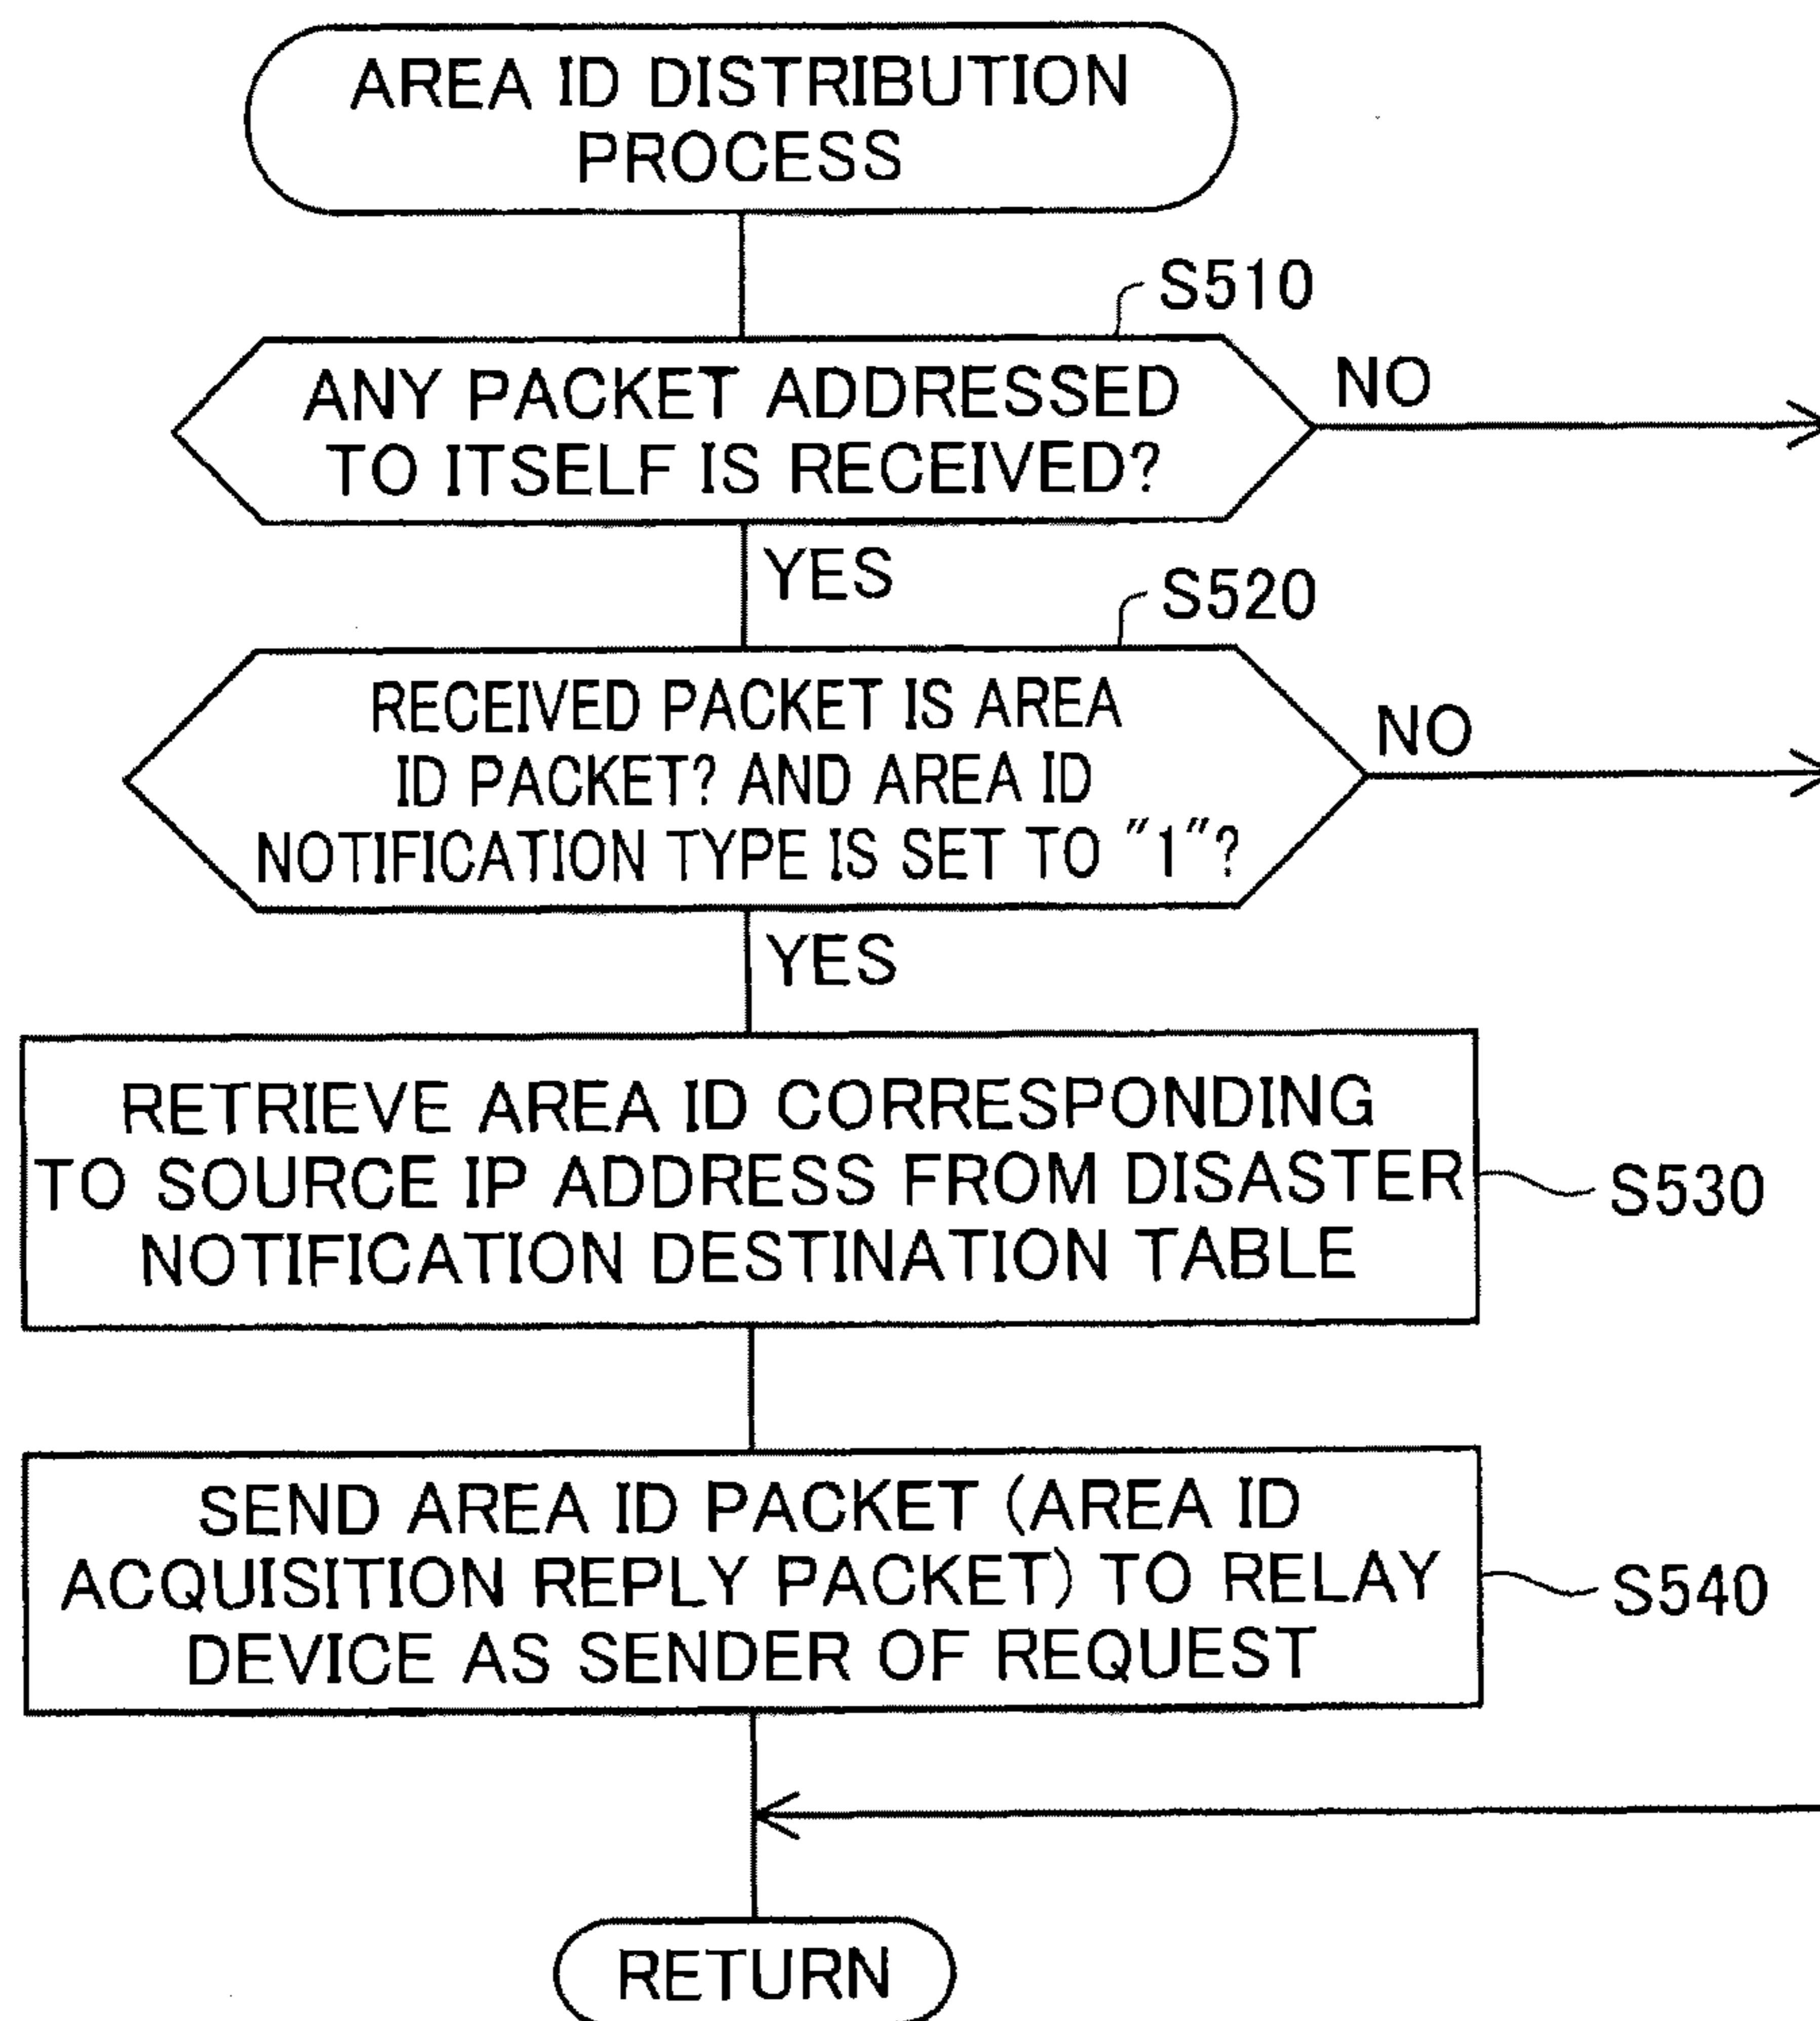 AREA ID DISTRIBUTION
PROCESS
S510
ANY PACKET ADDRESSED
TO ITSELF IS RECEIVED?
NO
YES
S520
RECEIVED PACKET IS AREA
ID PACKET? AND AREA ID
NOTIFICATION TYPE IS SET TO "1"?
NO
YES
RETRIEVE AREA ID CORRESPONDING
TO SOURCE IP ADDRESS FROM DISASTER
NOTIFICATION DESTINATION TABLE
S530
SEND AREA ID PACKET (AREA ID
ACQUISITION REPLY PACKET) TO RELAY
DEVICE AS SENDER OF REQUEST
S540
RETURN